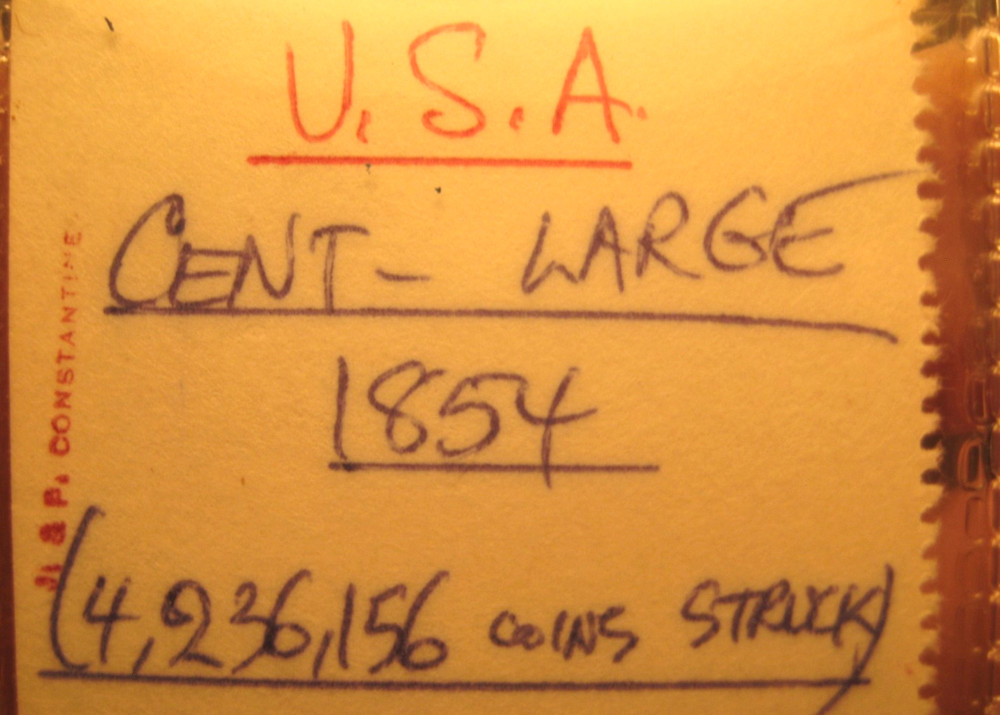 U.S.A.
CENT - LARGE
1854
(4,236,156 COINS STRUCK)
J. & P. CONSTANTINE